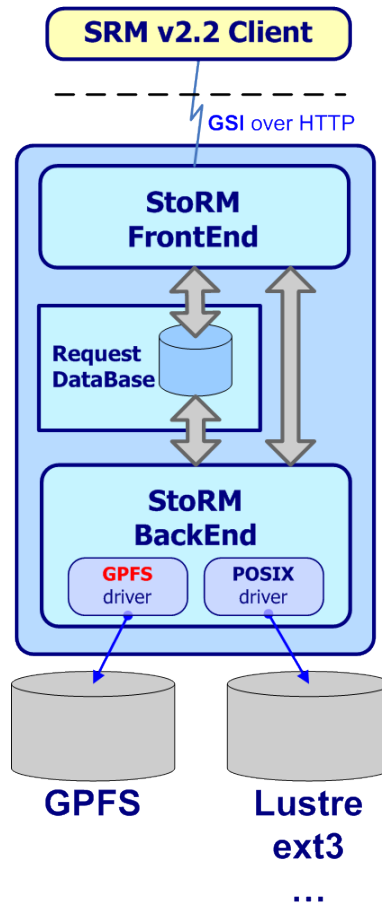 SRM v2.2 Client
GSI over HTTP
StoRM
FrontEnd
Request
DataBase
StoRM
BackEnd
GPFS
driver
POSIX
driver
GPFS
Lustre
ext3
...